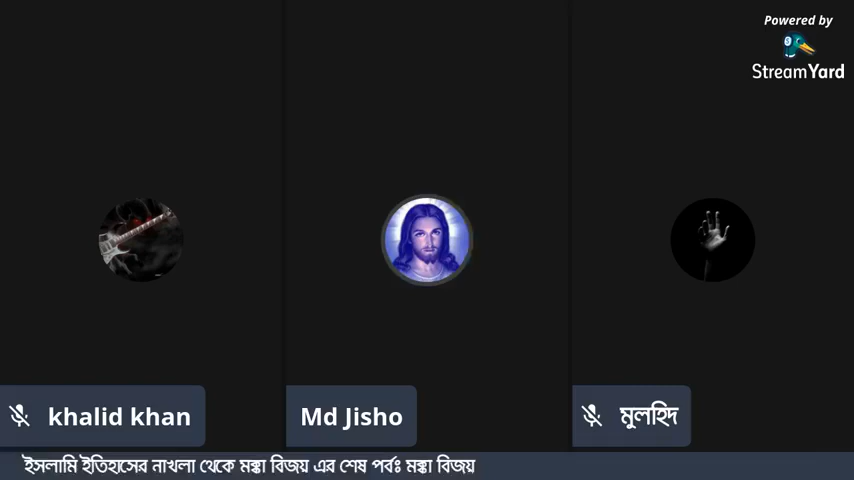 Powered by
StreamYard
khalid khan
Md Jisho
মুলহিদ
ইসলামি ইতিহাসের নাখলা থেকে মক্কা বিজয় এর শেষ পর্বঃ মক্কা বিজয়